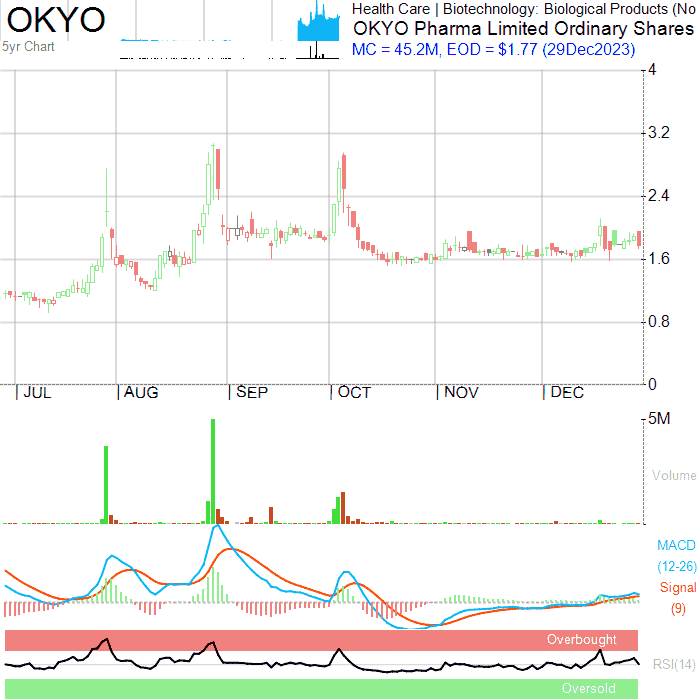 OKYO
5yr Chart
Health Care | Biotechnology: Biological Products (No
OKYO Pharma Limited Ordinary Shares
MC = 45.2M, EOD = $1.77 (29Dec2023)
4
3.2
2.4
1.6
0.8
0
JUL AUG SEP OCT NOV DEC
5M
Volume
MACD
(12-26)
Signal
(9)
Overbought
RSI(14)
Oversold